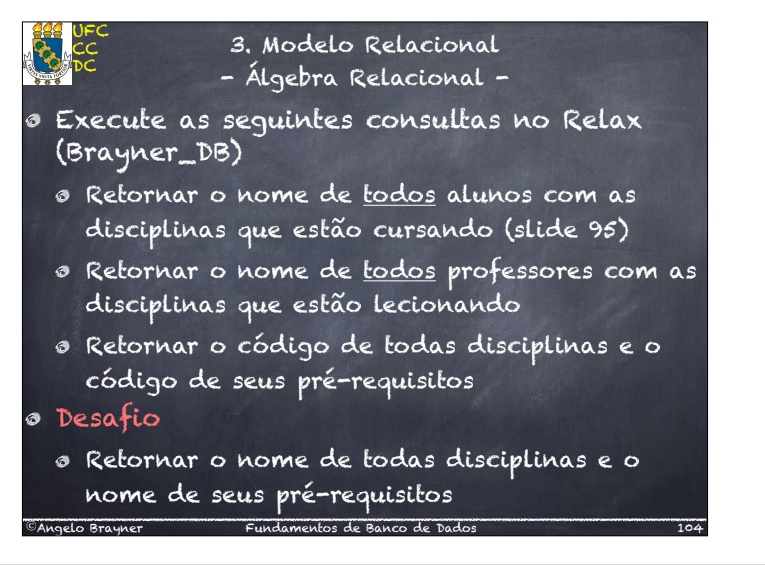 UFC
CC
DC
3. Modelo Relacional
- Álgebra Relacional -
Execute as seguintes consultas no Relax
(Brayner_DB)
Retornar o nome de todos alunos com as
disciplinas que estão cursando (slide 95)
Retornar o nome de todos professores com as
disciplinas que estão lecionando
Retornar o código de todas disciplinas e o
código de seus pré-requisitos
Desafio
Retornar o nome de todas disciplinas e o
nome de seus pré-requisitos
©Angelo Brayner Fundamentos de Banco de Dados 104